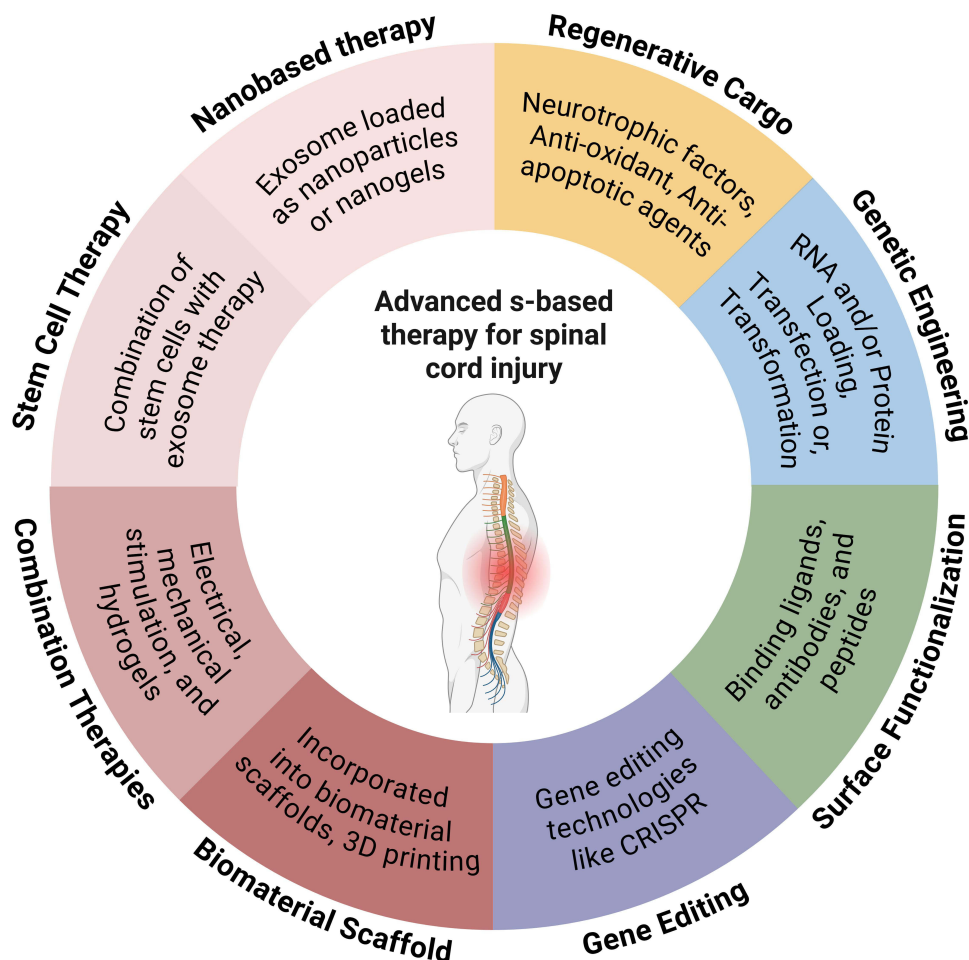 Advanced s-based
therapy for spinal
cord injury
Regenerative Cargo
Neurotrophic factors,
Anti-oxidant, Anti-
apoptotic agents
Genetic Engineering
RNA and/or Protein
Loading,
Transfection or,
Transformation
Surface Functionalization
Binding ligands,
antibodies, and
peptides
Gene Editing
Gene editing
technologies
like CRISPR
Biomaterial Scaffold
Incorporated
into biomaterial
scaffolds, 3D printing
Combination Therapies
Electrical,
mechanical
stimulation, and
hydrogels
Stem Cell Therapy
Combination of
stem cells with
exosome therapy
Nanobased therapy
Exosome loaded
as nanoparticles
or nanogels